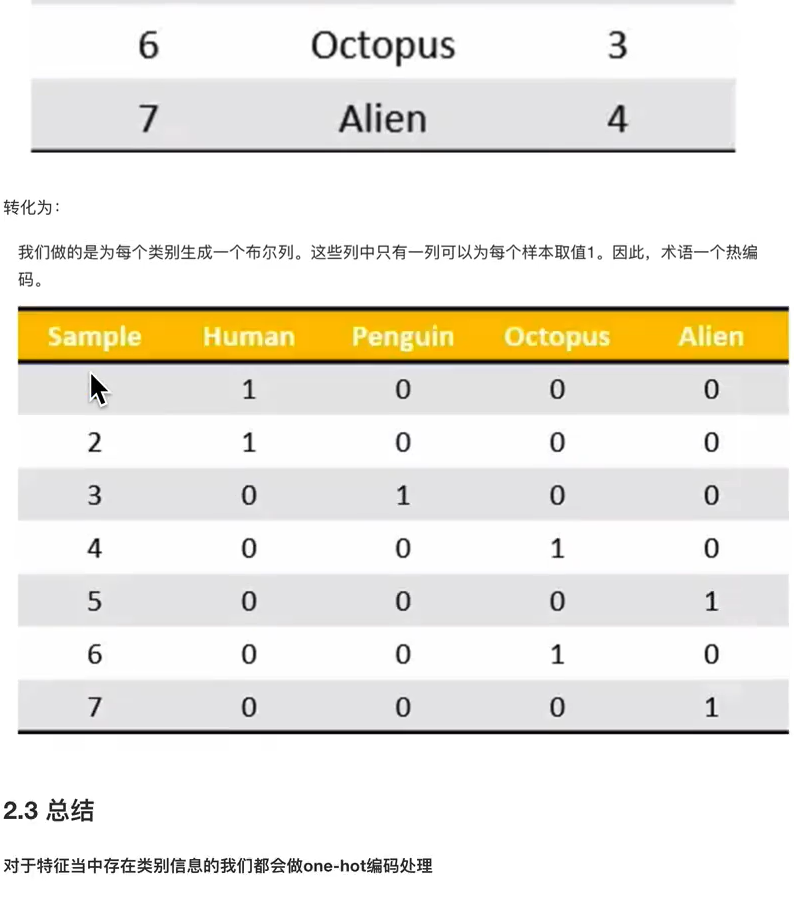 6 Octopus 3
7 Alien 4
转化为：
我们做的是为每个类别生成一个布尔列。这些列中只有一列可以为每个样本取值1。因此，术语一个热编
码。
Sample Human Penguin Octopus Alien
1 0 0 0
2 1 0 0 0
3 0 1 0 0
4 0 0 1 0
5 0 0 0 1
6 0 0 1 0
7 0 0 0 1
2.3 总结
对于特征当中存在类别信息的我们都会做one-hot编码处理